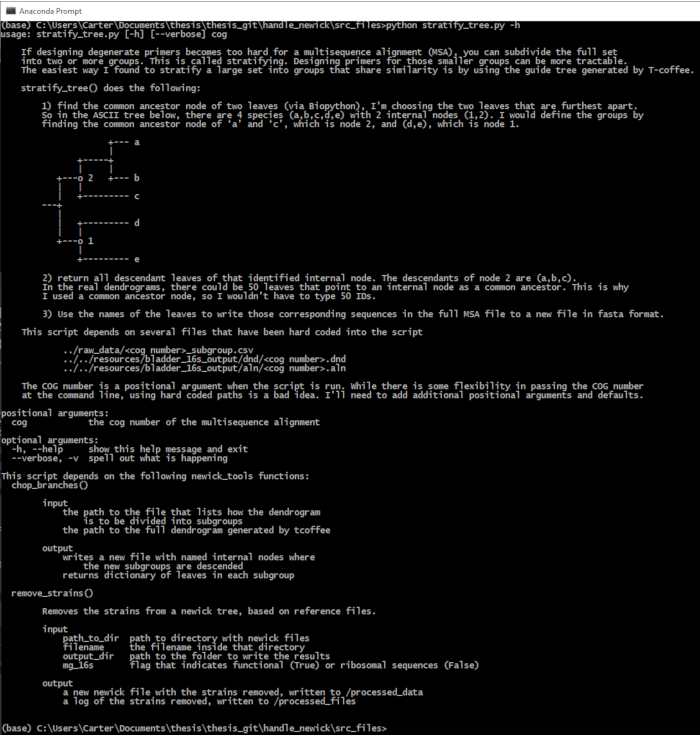 Anaconda Prompt
(base) C:\Users\Carter\Documents\thesis\thesis_git\handle_newick\src_files>python stratify_tree.py -h
usage: stratify_tree.py [-h] [--verbose] cog
If designing degenerate primers becomes too hard for a multisequence alignment (MSA), you can subdivide the full set
into two or more groups. This is called stratifying. Designing primers for those smaller groups can be more tractable.
The easiest way I found to stratify a large set into groups that share similarity is by using the guide tree generated by T-coffee.
stratify_tree() does the following:
1) find the common ancestor node of two leaves (via Biopython), I'm choosing the two leaves that are furthest apart.
So in the ASCII tree below, there are 4 species (a,b,c,d,e) with 2 internal nodes (1,2). I would define the groups by
finding the common ancestor node of 'a' and 'c', which is node 2, and (d,e), which is node 1.
          +--- a
          |
    +-----+
    |     |
+---o 2   +--- b
|   |
|   +--------- c
---+
|
|   +--------- d
|   |
+---o 1
    |
    +--------- e
2) return all descendant leaves of that identified internal node. The descendants of node 2 are (a,b,c).
In the real dendrograms, there could be 50 leaves that point to an internal node as a common ancestor. This is why
I used a common ancestor node, so I wouldn't have to type 50 IDs.
3) Use the names of the leaves to write those corresponding sequences in the full MSA file to a new file in fasta format.
This script depends on several files that have been hard coded into the script
../raw_data/<cog number>_subgroup.csv
../../resources/bladder_16s_output/dnd/<cog number>.dnd
../../resources/bladder_16s_output/aln/<cog number>.aln
The COG number is a positional argument when the script is run. While there is some flexibility in passing the COG number
at the command line, using hard coded paths is a bad idea. I'll need to add additional positional arguments and defaults.
positional arguments:
cog the cog number of the multisequence alignment
optional arguments:
-h, --help show this help message and exit
--verbose, -v spell out what is happening
This script depends on the following newick_tools functions:
chop_branches()
input
the path to the file that lists how the dendrogram
is to be divided into subgroups
the path to the full dendrogram generated by tcoffee
output
writes a new file with named internal nodes where
the new subgroups are descended
returns dictionary of leaves in each subgroup
remove_strains()
Removes the strains from a newick tree, based on reference files.
input
path_to_dir path to directory with newick files
filename the filename inside that directory
output_dir path to the folder to write the results
mg_16s flag that indicates functional (True) or ribosomal sequences (False)
output
a new newick file with the strains removed, written to /processed_data
a log of the strains removed, written to /processed_files
(base) C:\Users\Carter\Documents\thesis\thesis_git\handle_newick\src_files>